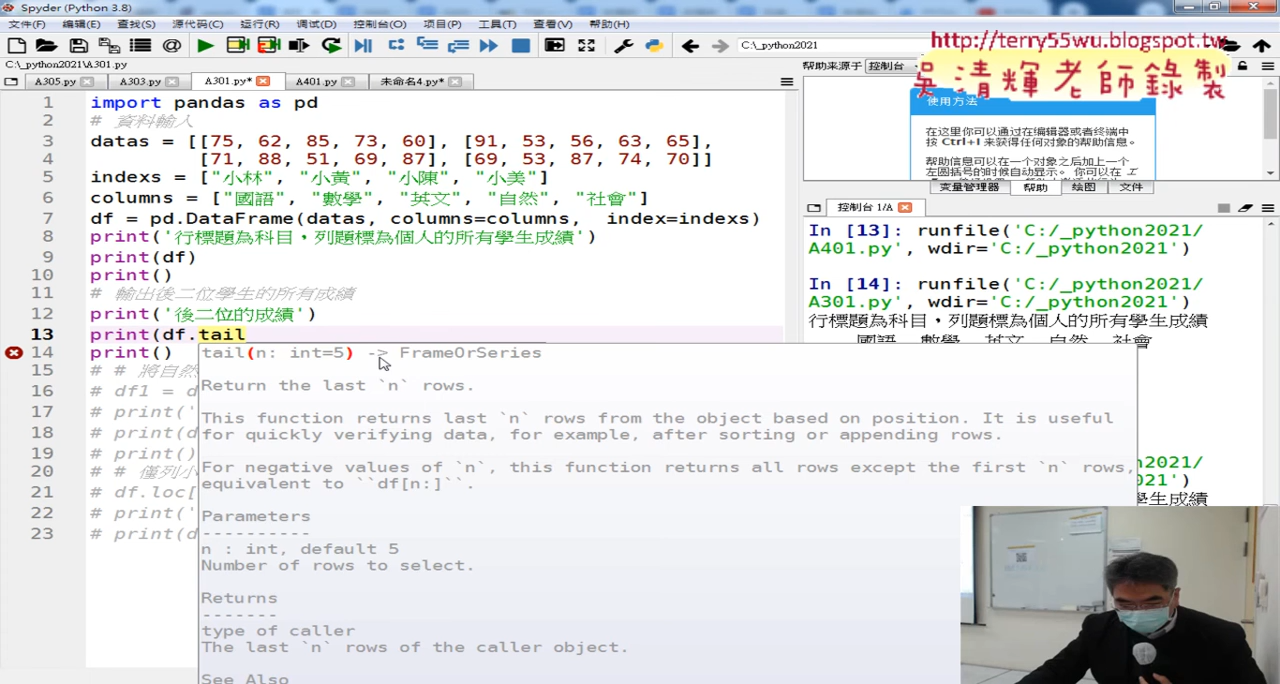 Spyder (Python 3.8)
文件(F) 编辑(E) 查找(S) 源代码(C) 运行(R) 调试(D) 控制台(O) 项目(P) 工具(T) 查看(V) 帮助(H)
C:\_python2021
http://terry55wu.blogspot.tw
吳清輝老師錄製
C:\_python2021\A301.py
A305.py A303.py A301.py* A401.py 未命名4.py*
帮助来源于 控制台
1 import pandas as pd
2 # 資料輸入
3 datas = [[75, 62, 85, 73, 60], [91, 53, 56, 63, 65],
4 [71, 88, 51, 69, 87], [69, 53, 87, 74, 70]]
5 indexs = ["小林", "小黃", "小陳", "小美"]
6 columns = ["國語", "數學", "英文", "自然", "社會"]
7 df = pd.DataFrame(datas, columns=columns, index=indexs)
8 print('行標題為科目，列題標為個人的所有學生成績')
9 print(df)
10 print()
11 # 輸出後二位學生的所有成績
12 print('後二位的成績')
13 print(df.tail
14 print()
15 # # 將自然
16 # df1 = d
17 # print('
18 # print(d
19 # print()
20 # # 僅列小
21 # df.loc[
22 # print('
23 # print(d
tail(n: int=5) -> FrameOrSeries
Return the last `n` rows.
This function returns last `n` rows from the object based on position. It is useful
for quickly verifying data, for example, after sorting or appending rows.
For negative values of `n`, this function returns all rows except the first `n` rows,
equivalent to ``df[n:]``.
Parameters
----------
n : int, default 5
Number of rows to select.
Returns
-------
type of caller
The last `n` rows of the caller object.
See Also
使用方法
在这里你可以通过在编辑器或者终端中
按 Ctrl+I 来获得任何对象的帮助信息。
帮助信息可以在一个对象之后加上一个
左圆括号的时候自动显示。 你可以在
变量管理器 帮助 绘图 文件
控制台 1/A
In [13]: runfile('C:/_python2021/
A401.py', wdir='C:/_python2021')
In [14]: runfile('C:/_python2021/
A301.py', wdir='C:/_python2021')
行標題為科目，列題標為個人的所有學生成績
國語 數學 英文 自然 社會
n2021/
21')
學生成績